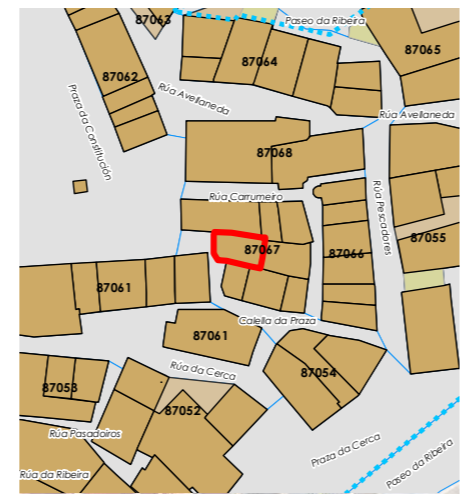 87063
Paseo da Ribeira
87065
87064
87062
Rúa Avellaneda
Rúa Avellaneda
Praza da Constitución
87068
Rúa Carrumeiro
Rúa Pescadores
87055
87067
87066
87061
Calella da Praza
87061
Rúa da Cerca
87054
87053
87052
Rúa Pasadoiros
Praza da Cerca
Paseo da Ribeira
Rúa da Ribeira